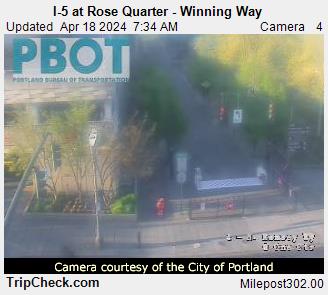 I-5 at Rose Quarter - Winning Way
Updated Apr 18 2024 7:34 AM Camera 4
PBOT
PORTLAND BUREAU OF TRANSPORTATION
Camera courtesy of the City of Portland
TripCheck.com Milepost302.00